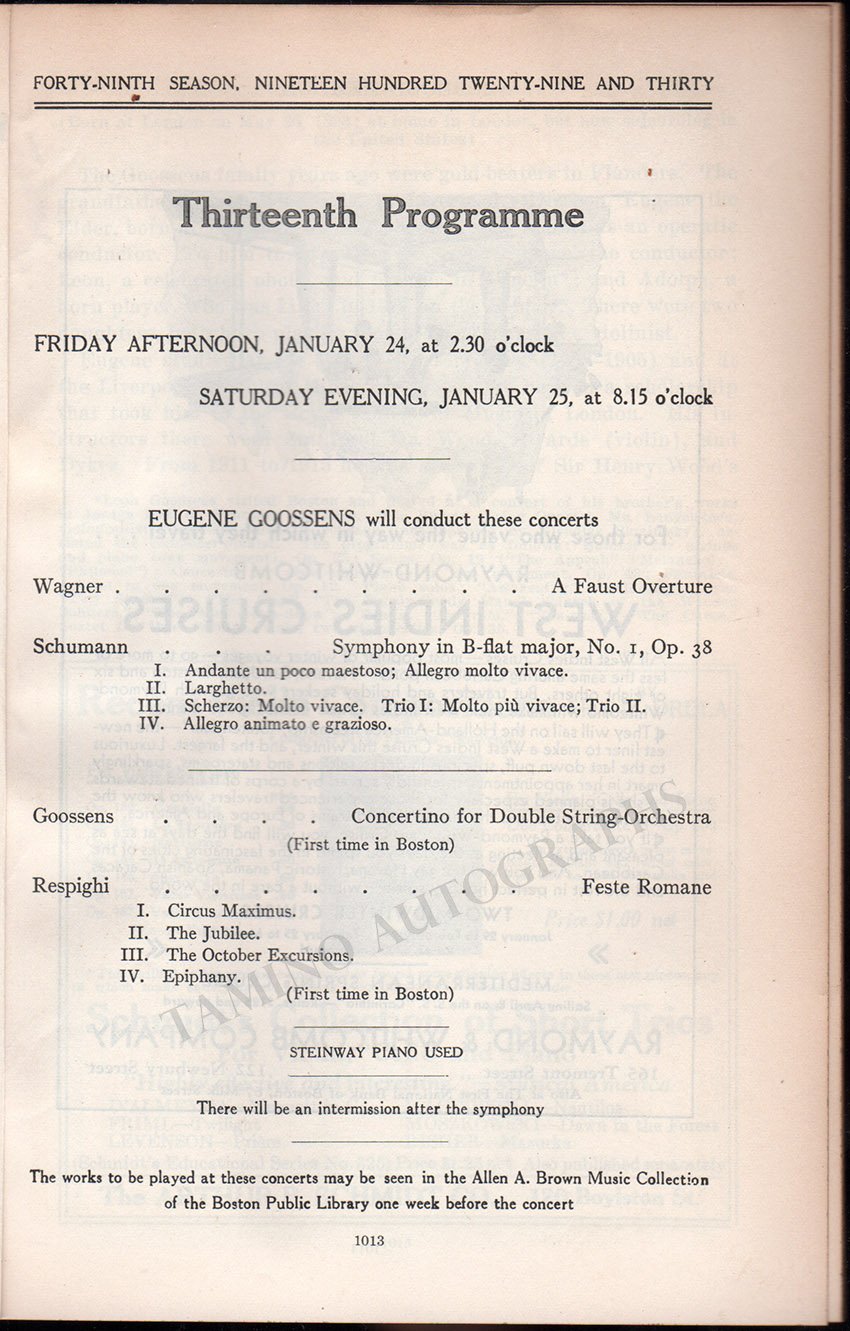 FORTY-NINTH SEASON, NINETEEN HUNDRED TWENTY-NINE AND THIRTY
Thirteenth Programme
FRIDAY AFTERNOON, JANUARY 24, at 2.30 o'clock
SATURDAY EVENING, JANUARY 25, at 8.15 o'clock
EUGENE GOOSSENS will conduct these concerts
Wagner . . . . . . . . . A Faust Overture
Schumann . . . Symphony in B-flat major, No. 1, Op. 38
I. Andante un poco maestoso; Allegro molto vivace.
II. Larghetto.
III. Scherzo: Molto vivace. Trio I: Molto più vivace; Trio II.
IV. Allegro animato e grazioso.
Goossens . . . . Concertino for Double String-Orchestra
(First time in Boston)
Respighi . . . . . . . . Feste Romane
I. Circus Maximus.
II. The Jubilee.
III. The October Excursions.
IV. Epiphany.
(First time in Boston)
TAMINO AUTOGRAPHS
STEINWAY PIANO USED
There will be an intermission after the symphony
The works to be played at these concerts may be seen in the Allen A. Brown Music Collection
of the Boston Public Library one week before the concert
1013